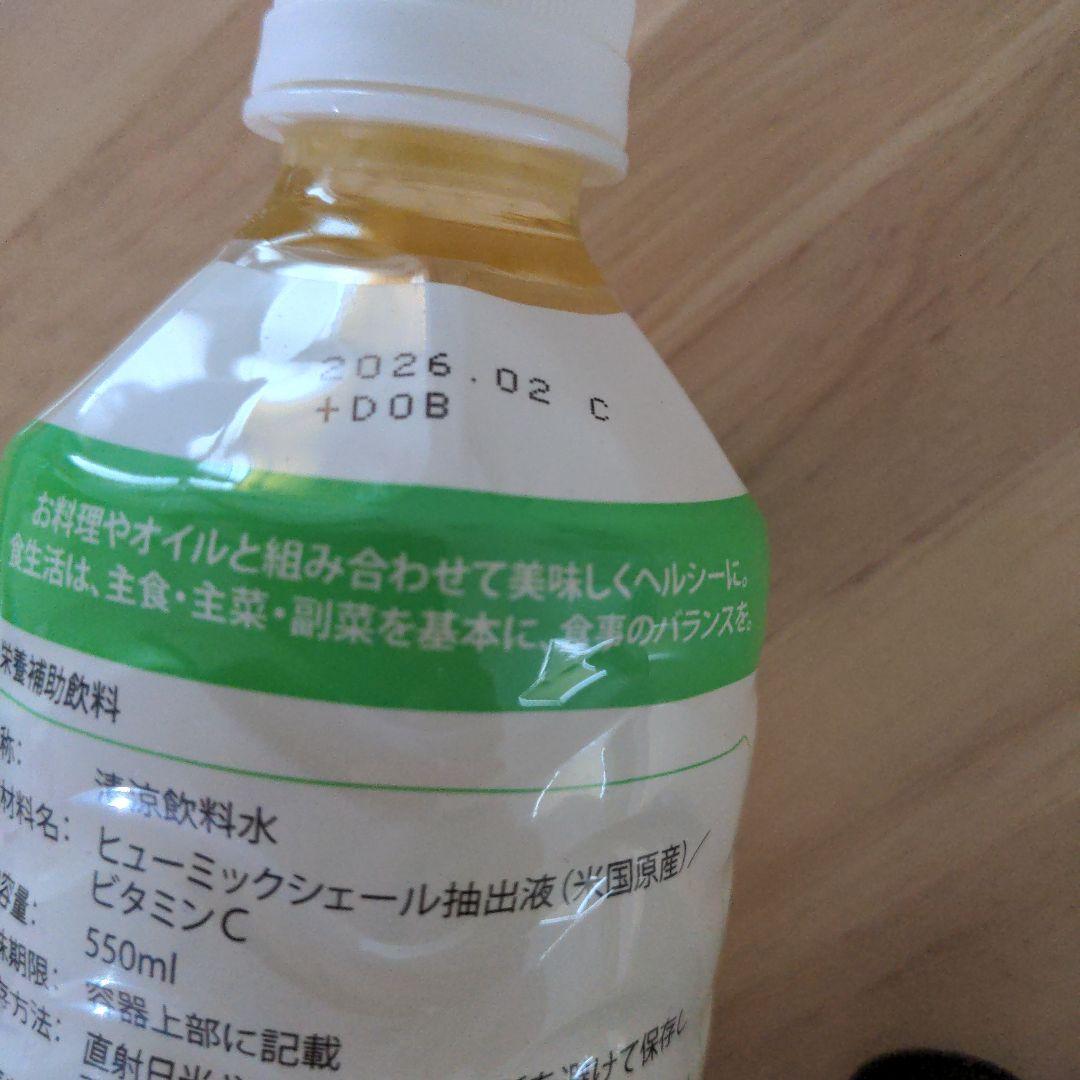 2026.02 C
+D0B
お料理やオイルと組み合わせて美味しくヘルシーに。
食生活は、主食・主菜・副菜を基本に、食事のバランスを。
栄養補助飲料
称: 清涼飲料水
材料名: ヒューミックシェール抽出液(米国原産)/
ビタミンC
容量: 550ml
味期限: 容器上部に記載
存方法: 直射日光 けて保存し